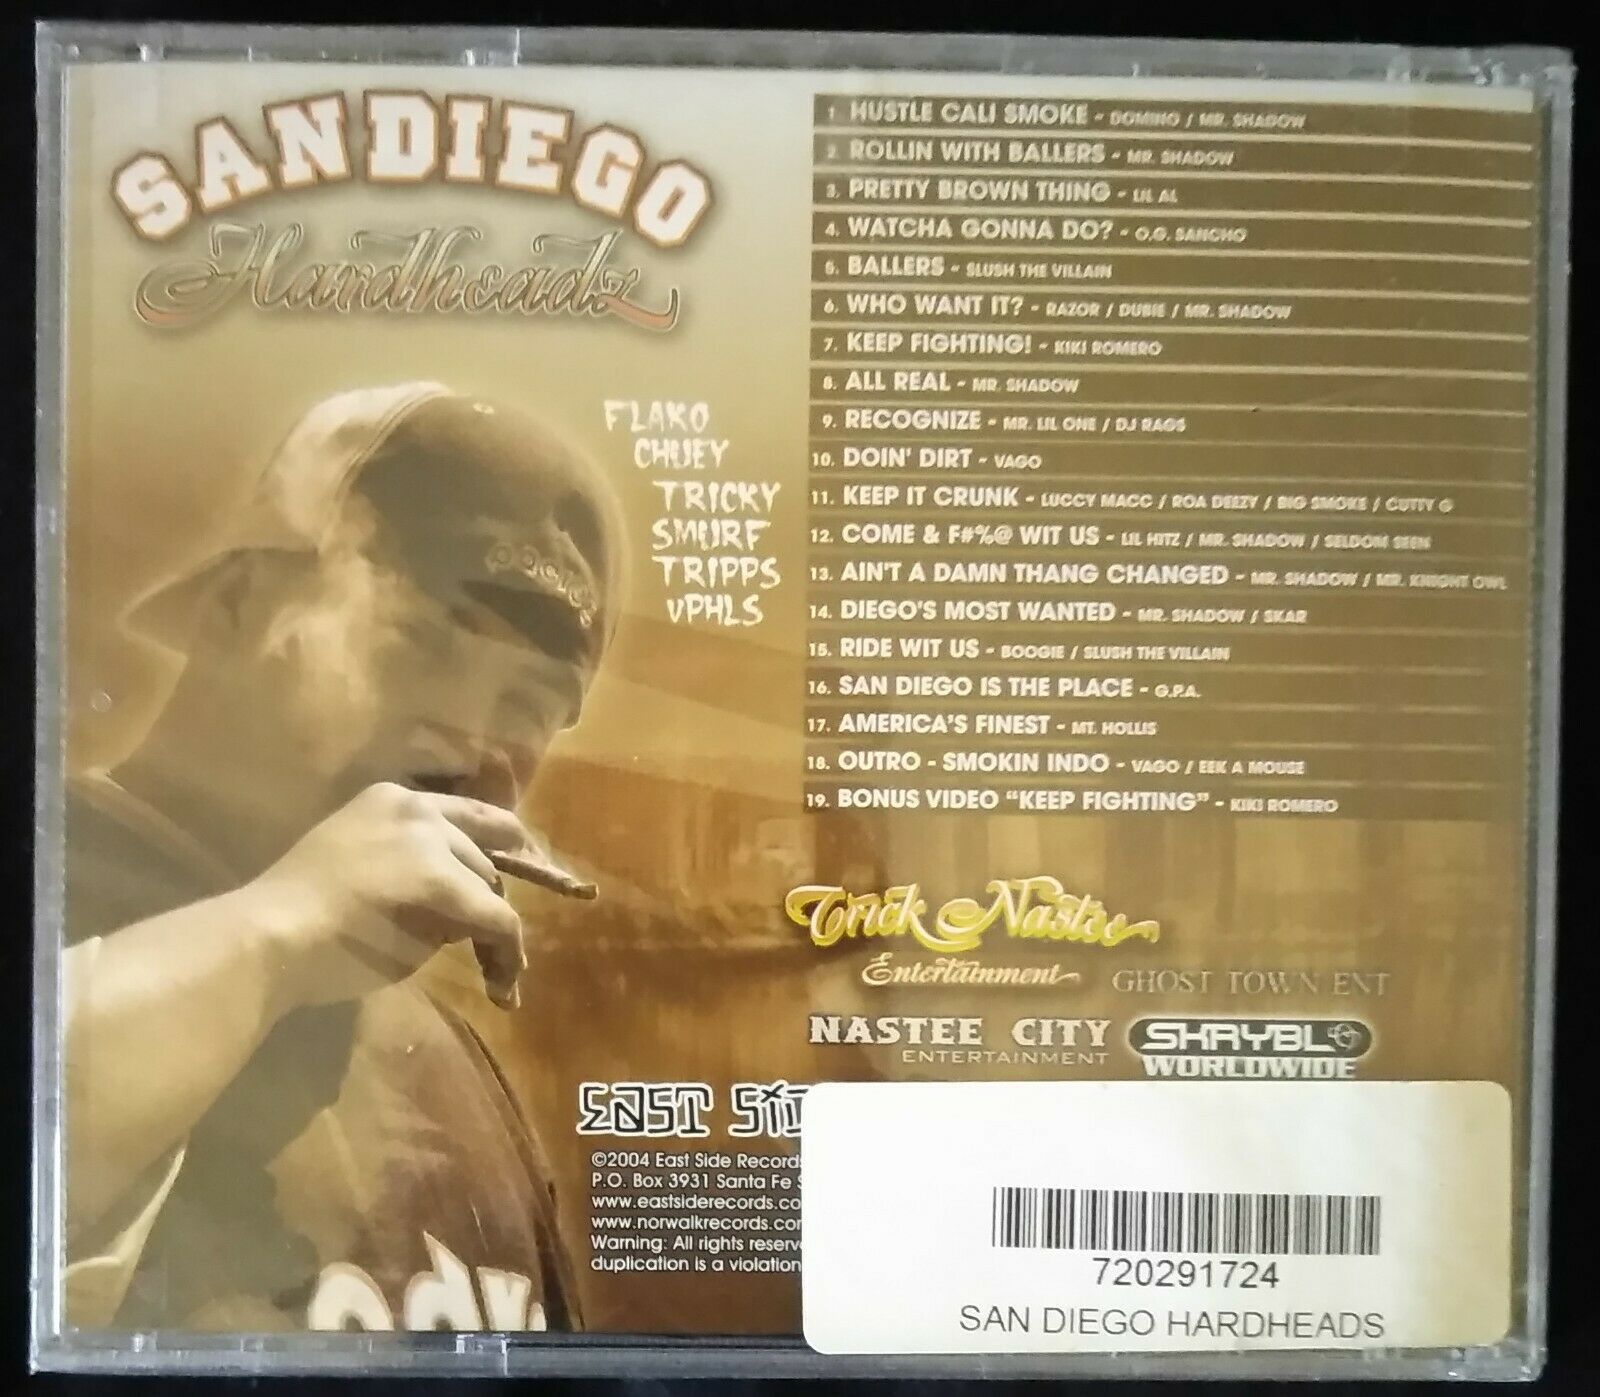 SAN DIEGO
Hardheadz
FLAKO
CHUEY
TRICKY
SMURF
TRIPPS
VPHLS
1. HUSTLE CALI SMOKE - DOMINO / MR. SHADOW
2. ROLLIN WITH BALLERS - MR. SHADOW
3. PRETTY BROWN THING - LIL AL
4. WATCHA GONNA DO? - O.G. SANCHO
5. BALLERS - SLUSH THE VILLAIN
6. WHO WANT IT? - RAZOR / DUBIE / MR. SHADOW
7. KEEP FIGHTING! - KIKI ROMERO
8. ALL REAL - MR. SHADOW
9. RECOGNIZE - MR. LIL ONE / DJ RAGS
10. DOIN' DIRT - VAGO
11. KEEP IT CRUNK - LUCCY MACC / ROA DEEZY / BIG SMOKE / CUTTY G
12. COME & F#%@ WIT US - LIL HITZ / MR. SHADOW / SELDOM SEEN
13. AIN'T A DAMN THANG CHANGED - MR. SHADOW / MR. KNIGHT OWL
14. DIEGO'S MOST WANTED - MR. SHADOW / SKAR
15. RIDE WIT US - BOOGIE / SLUSH THE VILLAIN
16. SAN DIEGO IS THE PLACE - G.P.A.
17. AMERICA'S FINEST - MT. HOLLIS
18. OUTRO - SMOKIN INDO - VAGO / EEK A MOUSE
19. BONUS VIDEO "KEEP FIGHTING" - KIKI ROMERO
Trick Nastee
Entertainment
GHOST TOWN ENT
NASTEE CITY
ENTERTAINMENT
SKRYBL
WORLDWIDE
EAST SID
©2004 East Side Records
P.O. Box 3931 Santa Fe S
www.eastsiderecords.co
www.norwalkrecords.com
Warning: All rights reserv
duplication is a violation
720291724
SAN DIEGO HARDHEADS